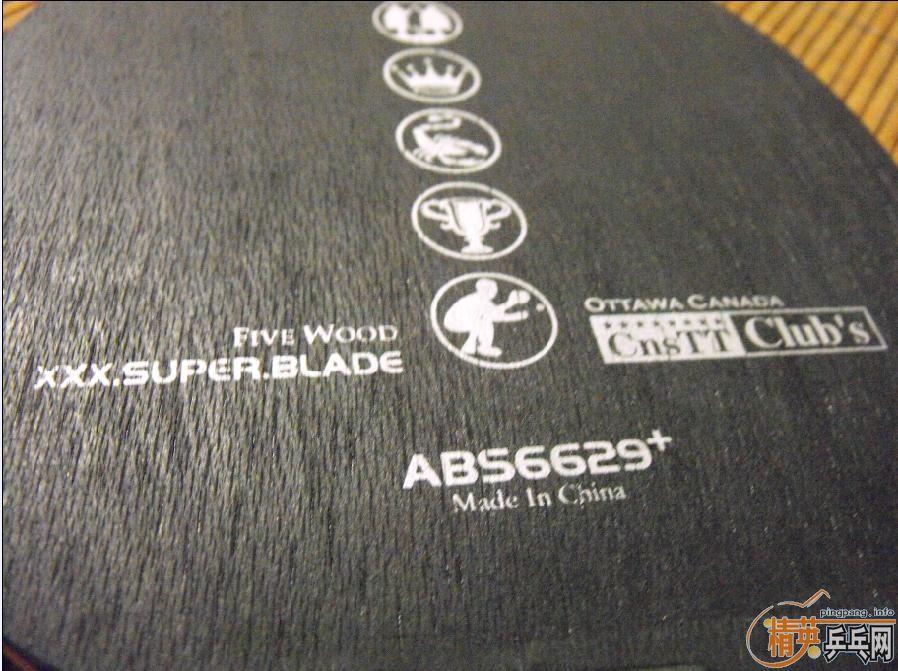 OTTAWA CANADA
CnsTT Club's
FIVE WOOD
XXX.SUPER.BLADE
ABS6629+
Made In China
pingpang.info
精英乒乓网